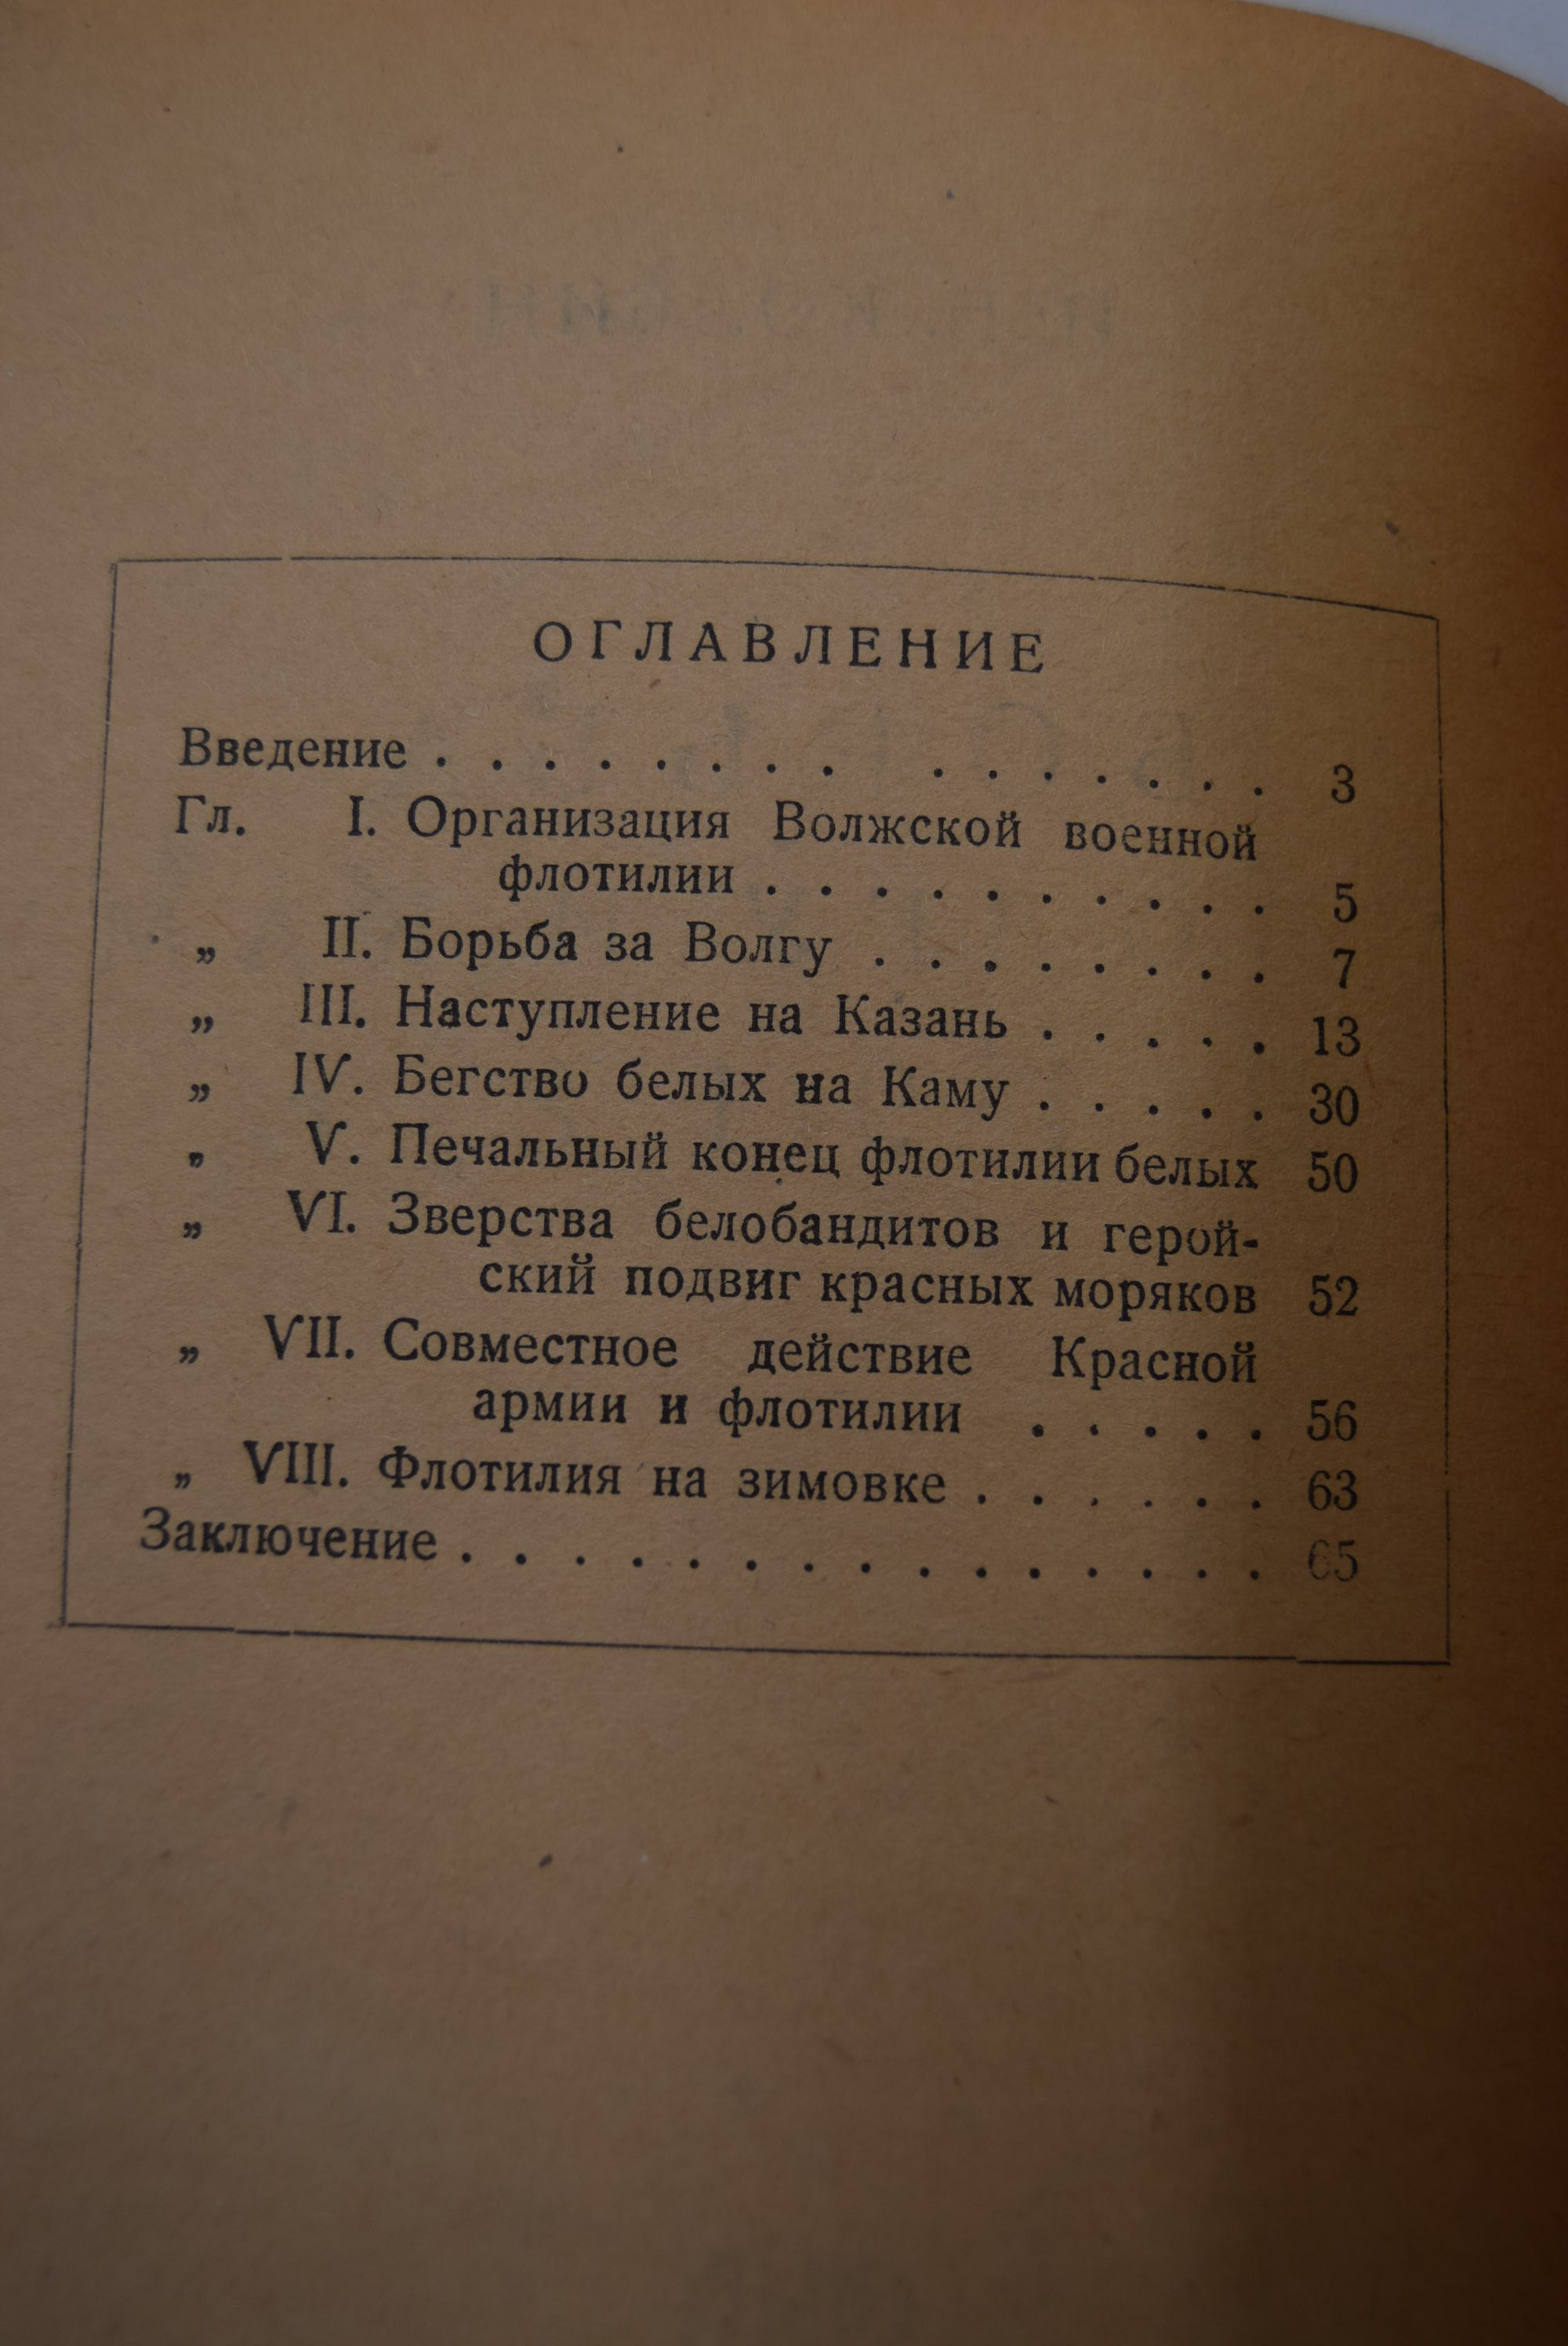 ОГЛАВЛЕНИЕ
Введение . . . . . . . . . . . . . . . 3
Гл. I. Организация Волжской военной
флотилии . . . . . . . . . . 5
„ II. Борьба за Волгу . . . . . . . . 7
„ III. Наступление на Казань . . . . . 13
„ IV. Бегство белых на Каму . . . . . 30
„ V. Печальный конец флотилии белых 50
„ VI. Зверства белобандитов и герой-
ский подвиг красных моряков 52
„ VII. Совместное действие Красной
армии и флотилии . . . . . 56
„ VIII. Флотилия на зимовке . . . . . . 63
Заключение . . . . . . . . . . . . . . . 65